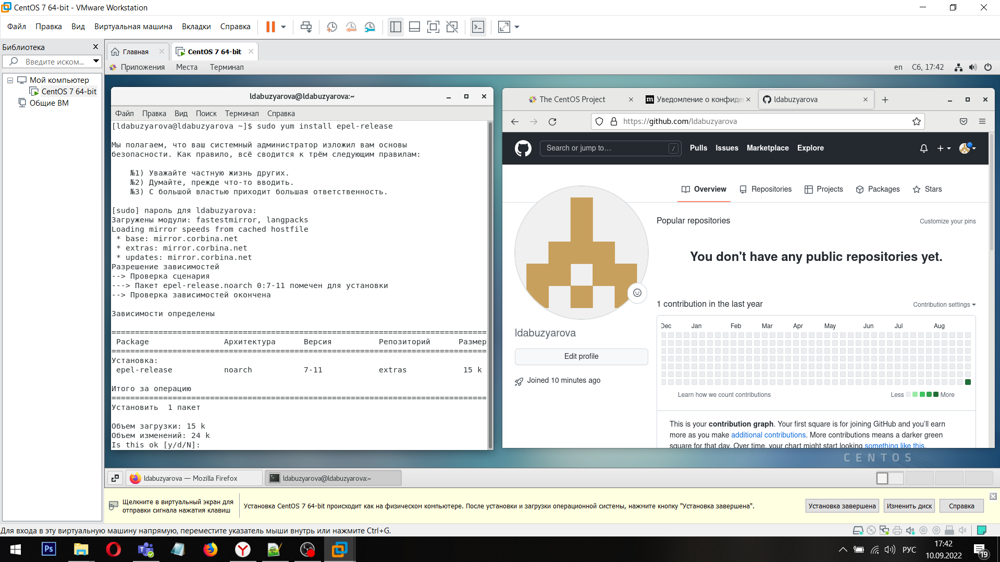 CentOS 7 64-bit - VMware Workstation
Файл Правка Вид Виртуальная машина Вкладки Справка
Библиотека
Введите иском...
Мой компьютер
CentOS 7 64-bit
Общие ВМ
Главная
CentOS 7 64-bit
Приложения Места Терминал
en Сб, 17:42
ldabuzyarova@ldabuzyarova:~
Файл Правка Вид Поиск Терминал Справка
[ldabuzyarova@ldabuzyarova ~]$ sudo yum install epel-release
Мы полагаем, что ваш системный администратор изложил вам основы
безопасности. Как правило, всё сводится к трём следующим правилам:
№1) Уважайте частную жизнь других.
№2) Думайте, прежде что-то вводить.
№3) С большой властью приходит большая ответственность.
[sudo] пароль для ldabuzyarova:
Загружены модули: fastestmirror, langpacks
Loading mirror speeds from cached hostfile
* base: mirror.corbina.net
* extras: mirror.corbina.net
* updates: mirror.corbina.net
Разрешение зависимостей
--> Проверка сценария
---> Пакет epel-release.noarch 0:7-11 помечен для установки
--> Проверка зависимостей окончена
Зависимости определены
================================================================================
Package Архитектура Версия Репозиторий Размер
================================================================================
Установка:
epel-release noarch 7-11 extras 15 k
Итого за операцию
================================================================================
Установить 1 пакет
Объем загрузки: 15 k
Объем изменений: 24 k
Is this ok [y/d/N]:
The CentOS Project
Уведомление о конфиде
ldabuzyarova
https://github.com/ldabuzyarova
Search or jump to…
/
Pulls Issues Marketplace Explore
Overview Repositories Projects Packages Stars
Popular repositories
Customize your pins
You don't have any public repositories yet.
1 contribution in the last year
Contribution settings
Dec Jan Feb Mar Apr May Jun Jul Aug
Learn how we count contributions
Less More
ldabuzyarova
Edit profile
Joined 10 minutes ago
This is your contribution graph. Your first square is for joining GitHub and you'll earn
more as you make additional contributions. More contributions means a darker green
square for that day. Over time, your chart might start looking something like this.
CENTOS
ldabuzyarova — Mozilla Firefox
ldabuzyarova@ldabuzyarova:~
Щелкните в виртуальный экран для
отправки сигнала нажатия клавиш
Установка CentOS 7 64-bit происходит как на физическом компьютере. После установки и загрузки операционной системы, нажмите кнопку "Установка завершена".
Установка завершена
Изменить диск
Справка
Для входа в эту виртуальную машину напрямую, переместите указатель мыши внутрь или нажмите Ctrl+G.
Ps
РУС
17:42
10.09.2022
19